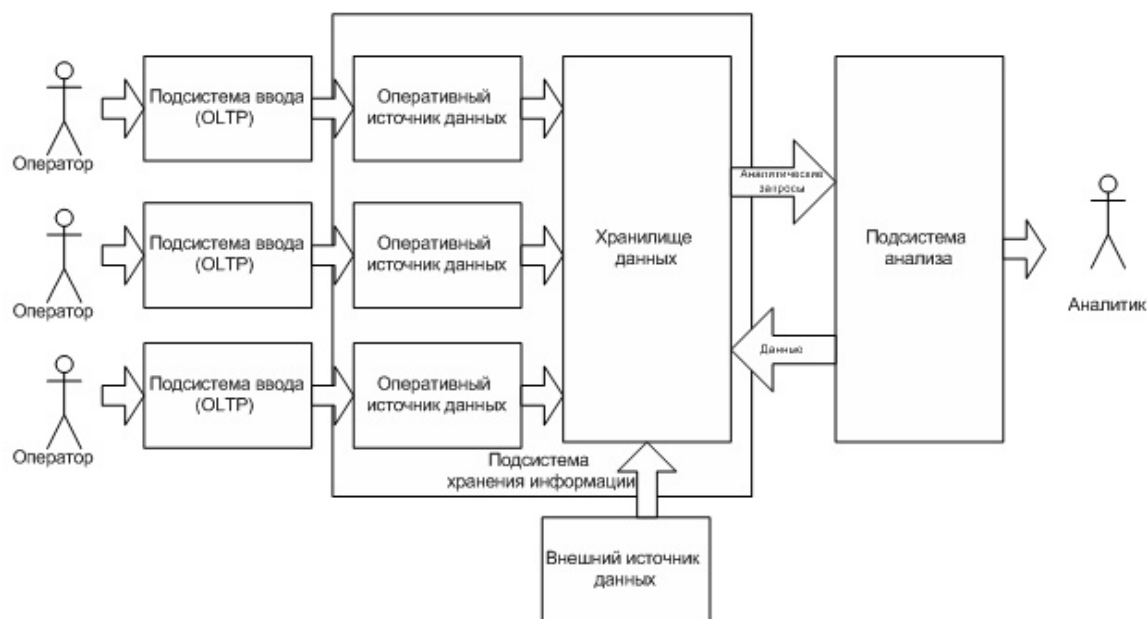 Оператор
Подсистема ввода
(OLTP)
Оперативный
источник данных
Оператор
Подсистема ввода
(OLTP)
Оперативный
источник данных
Оператор
Подсистема ввода
(OLTP)
Оперативный
источник данных
Хранилище
данных
Аналитические
запросы
Данные
Подсистема
анализа
Аналитик
Подсистема
хранения информации
Внешний источник
данных